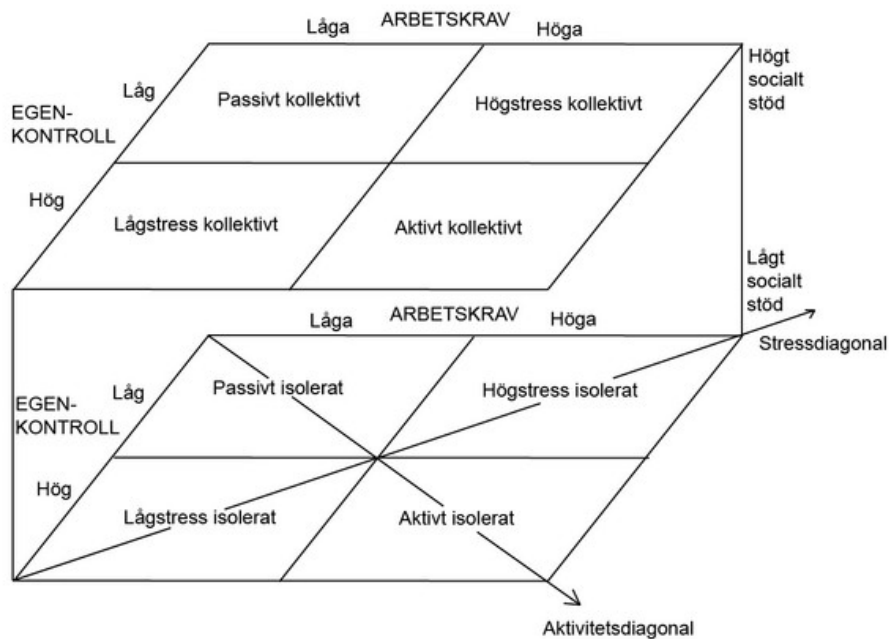 ARBETSKRAV
Låga
Höga
Högt
socialt
stöd
Låg
Passivt kollektivt
Högstress kollektivt
EGEN-
KONTROLL
Hög
Lågstress kollektivt
Aktivt kollektivt
Lågt
socialt
stöd
ARBETSKRAV
Låga
Höga
Stressdiagonal
Låg
Passivt isolerat
Högstress isolerat
EGEN-
KONTROLL
Hög
Lågstress isolerat
Aktivt isolerat
Aktivitetsdiagonal